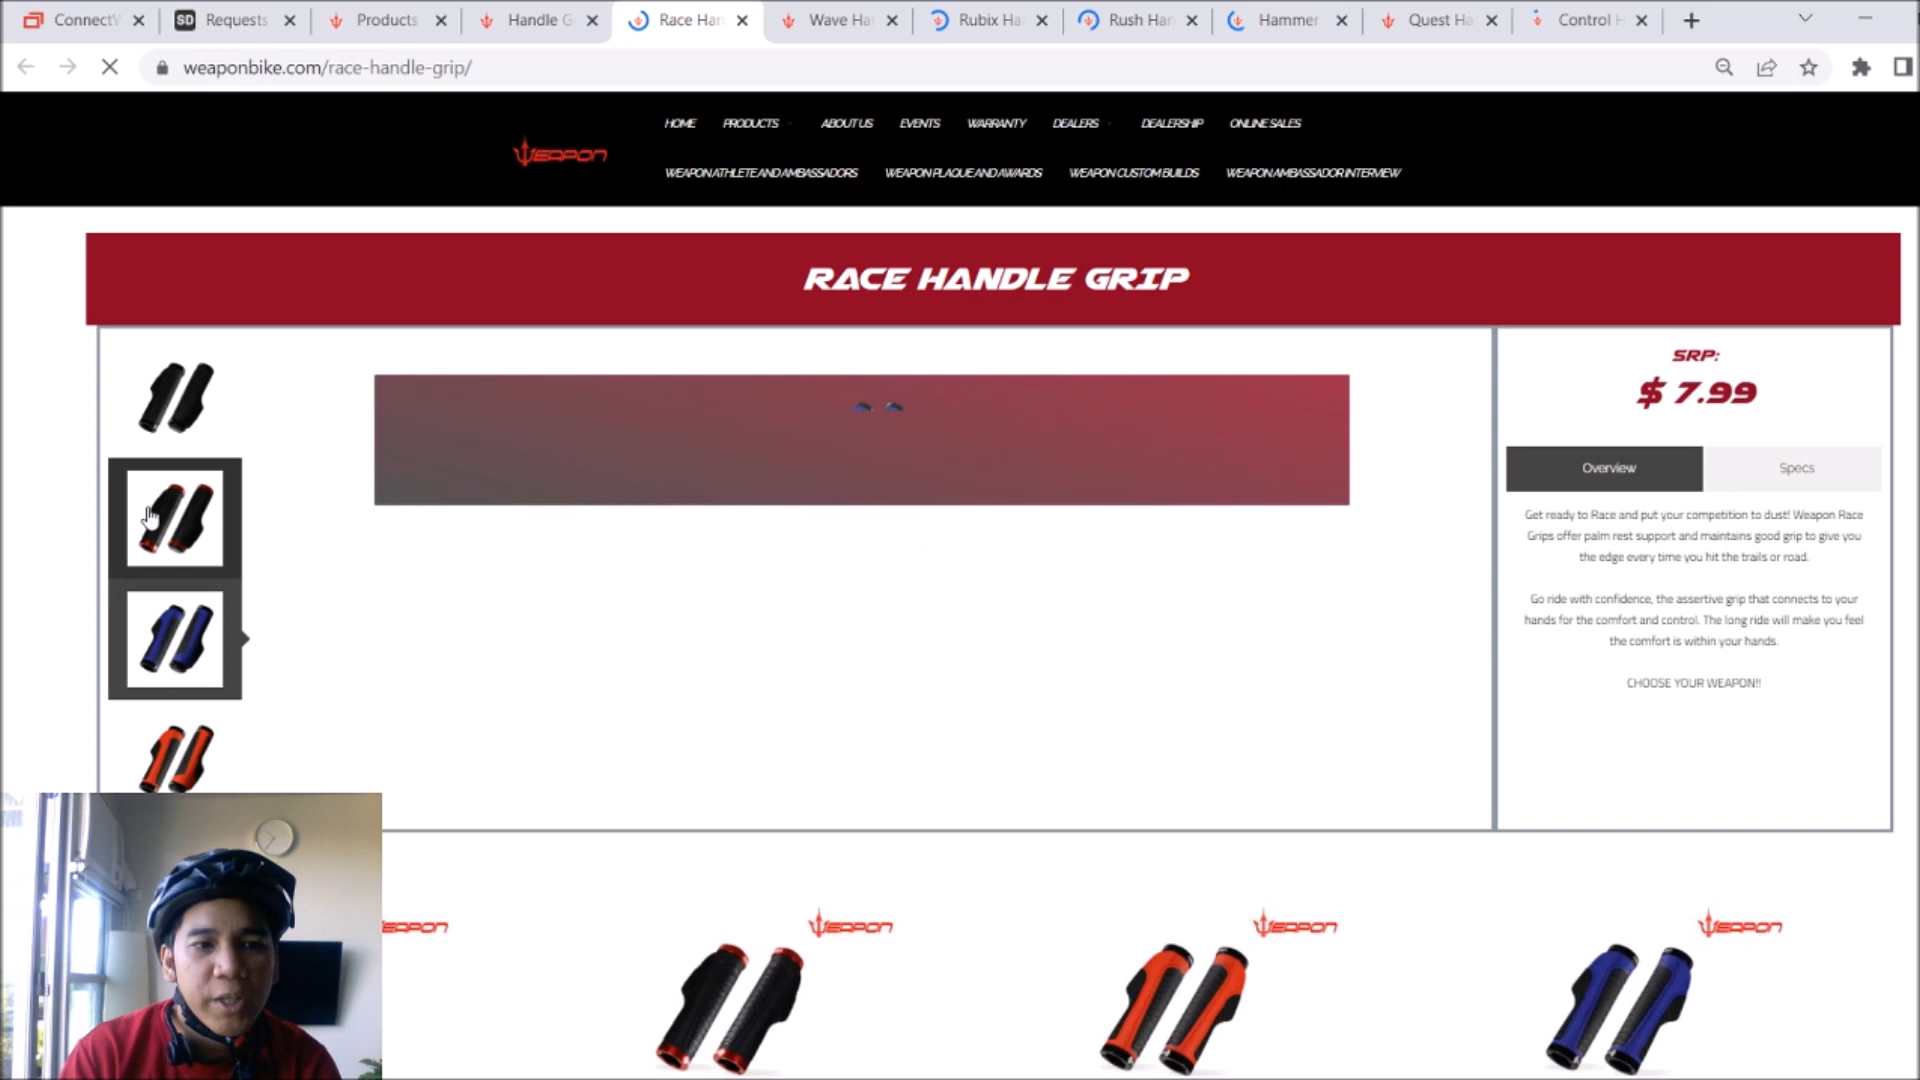 ConnectW
Requests
Products
Handle G
Race Han
Wave Ha
Rubix Ha
Rush Han
Hammer
Quest Ha
Control H
weaponbike.com/race-handle-grip/
HOME PRODUCTS ABOUT US EVENTS WARRANTY DEALERS DEALERSHIP ONLINE SALES
WEAPON
WEAPON ATHLETE AND AMBASSADORS WEAPON PLAQUE AND AWARDS WEAPON CUSTOM BUILDS WEAPON AMBASSADOR INTERVIEW
RACE HANDLE GRIP
SRP:
$ 7.99
Overview Specs
Get ready to Race and put your competition to dust! Weapon Race
Grips offer palm rest support and maintains good grip to give you
the edge every time you hit the trails or road.
Go ride with confidence, the assertive grip that connects to your
hands for the comfort and control. The long ride will make you feel
the comfort is within your hands.
CHOOSE YOUR WEAPON!!
WEAPON
WEAPON
WEAPON